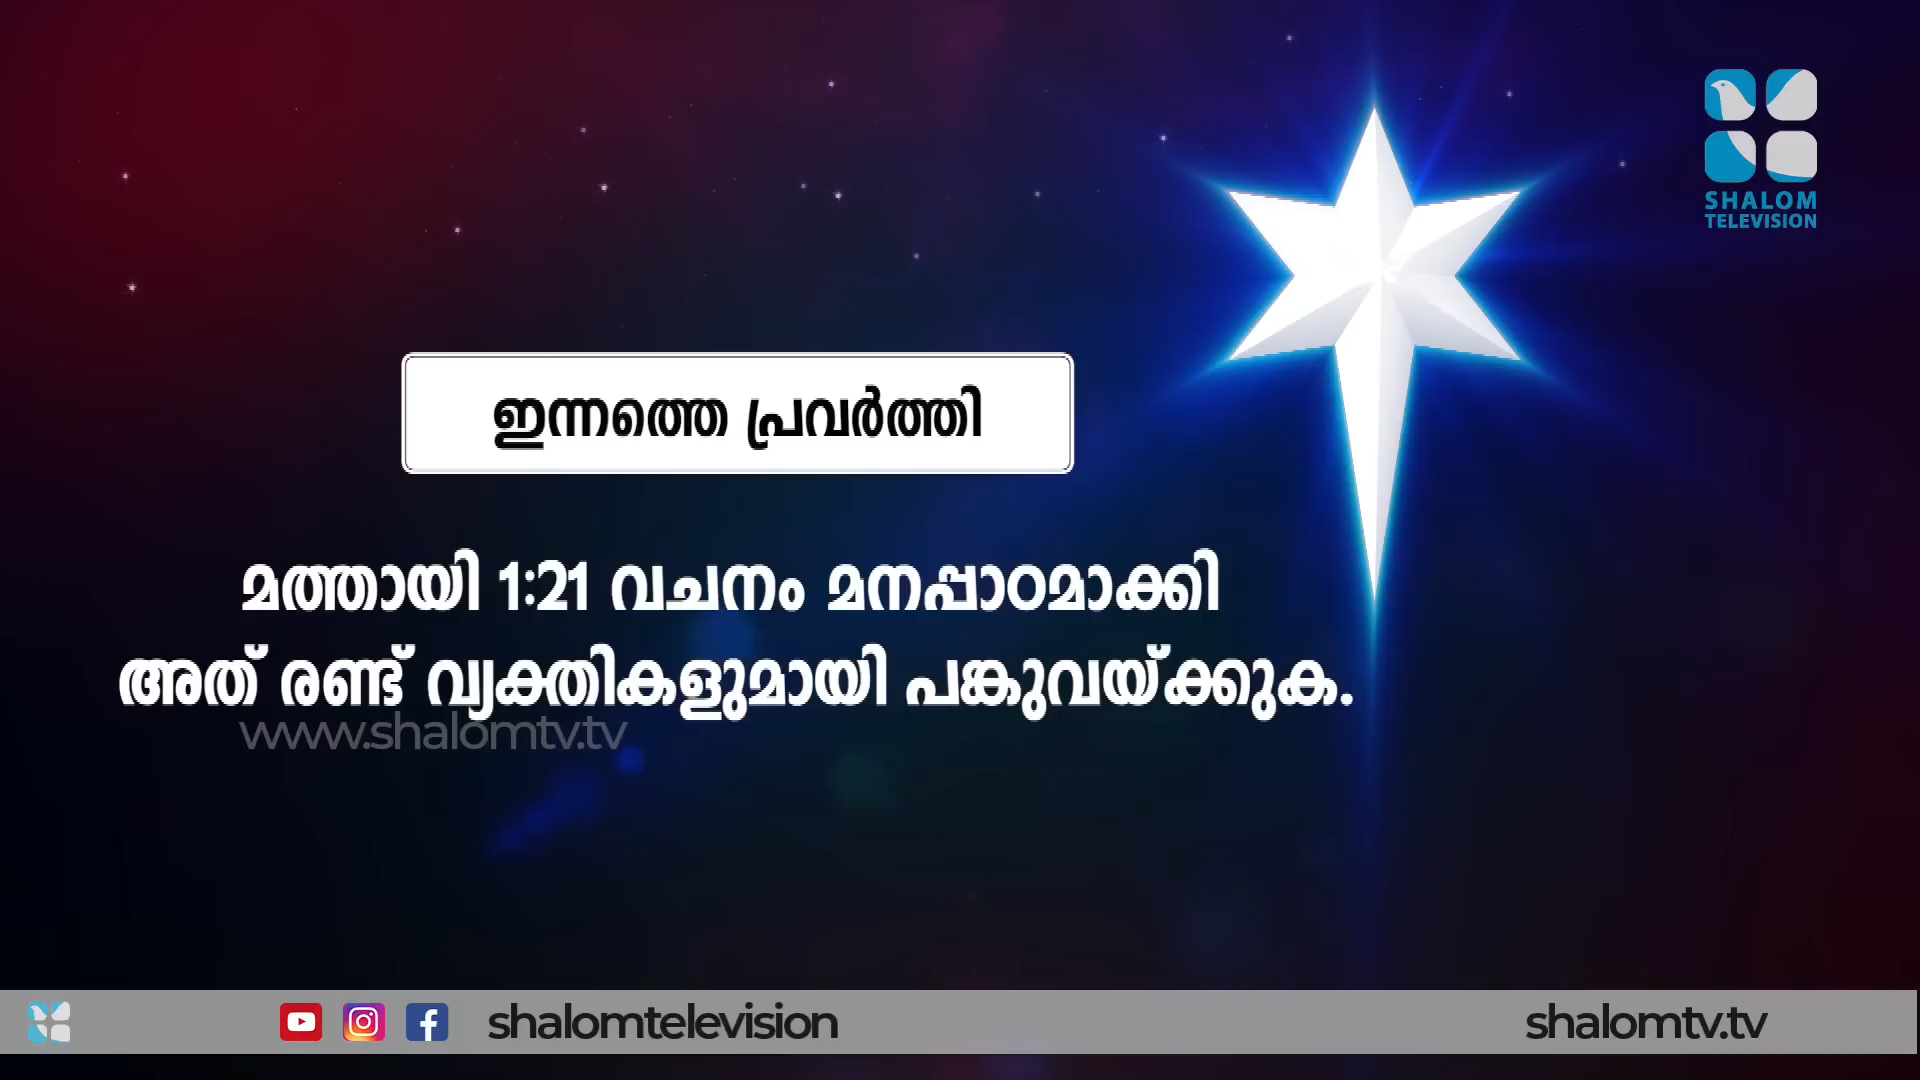 SHALOM
TELEVISION
ഇന്നത്തെ പ്രവർത്തി
മത്തായി 1:21 വചനം മനപ്പാഠമാക്കി
അത് രണ്ട് വ്യക്തികളുമായി പങ്കുവയ്ക്കുക.
www.shalomtv.tv
shalomtelevision
shalomtv.tv